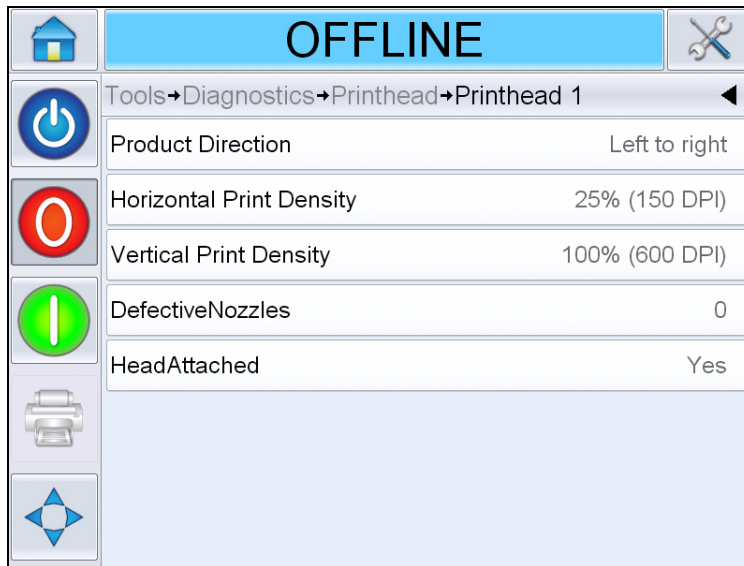 OFFLINE
Tools→Diagnostics→Printhead→Printhead 1
Product Direction Left to right
Horizontal Print Density 25% (150 DPI)
Vertical Print Density 100% (600 DPI)
DefectiveNozzles 0
HeadAttached Yes